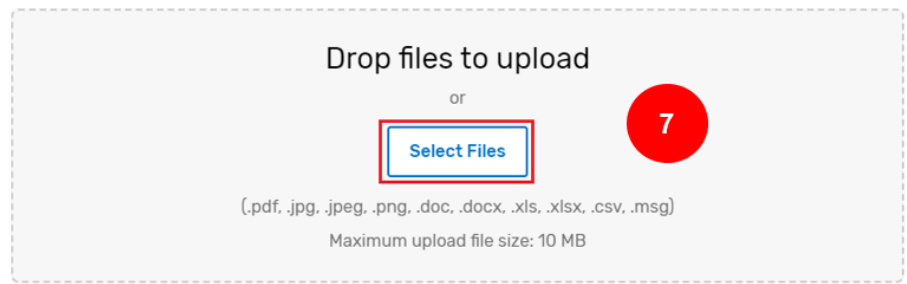 Drop files to upload
or
7
Select Files
(.pdf, .jpg, .jpeg, .png, .doc, .docx, .xls, .xlsx, .csv, .msg)
Maximum upload file size: 10 MB